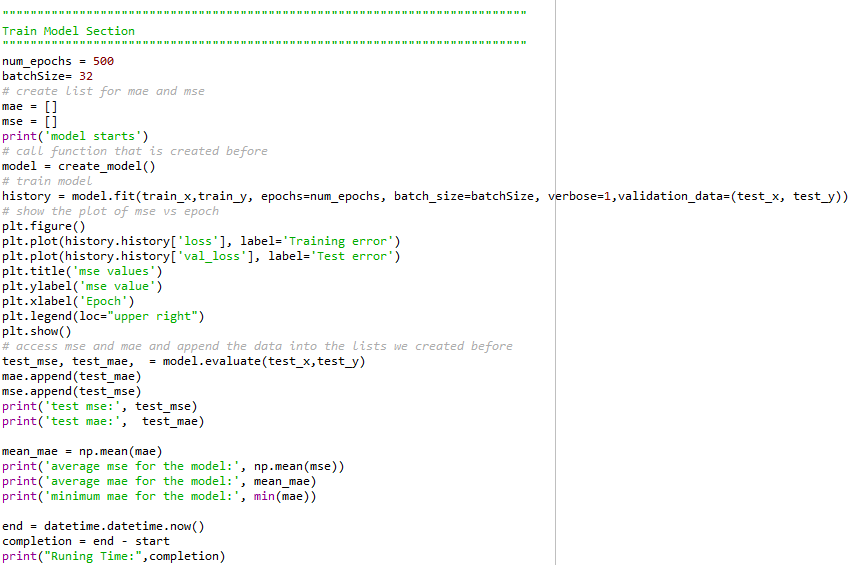 """""""""""""""""""""""""""""""""""""""""""""""""""""""""""""""""""""""""""
Train Model Section
"""""""""""""""""""""""""""""""""""""""""""""""""""""""""""""""""""""""""""
num_epochs = 500
batchSize= 32
# create list for mae and mse
mae = []
mse = []
print('model starts')
# call function that is created before
model = create_model()
# train model
history = model.fit(train_x,train_y, epochs=num_epochs, batch_size=batchSize, verbose=1,validation_data=(test_x, test_y))
# show the plot of mse vs epoch
plt.figure()
plt.plot(history.history['loss'], label='Training error')
plt.plot(history.history['val_loss'], label='Test error')
plt.title('mse values')
plt.ylabel('mse value')
plt.xlabel('Epoch')
plt.legend(loc="upper right")
plt.show()
# access mse and mae and append the data into the lists we created before
test_mse, test_mae,  = model.evaluate(test_x,test_y)
mae.append(test_mae)
mse.append(test_mse)
print('test mse:', test_mse)
print('test mae:',  test_mae)
mean_mae = np.mean(mae)
print('average mse for the model:', np.mean(mse))
print('average mae for the model:', mean_mae)
print('minimum mae for the model:', min(mae))
end = datetime.datetime.now()
completion = end - start
print("Runing Time:",completion)